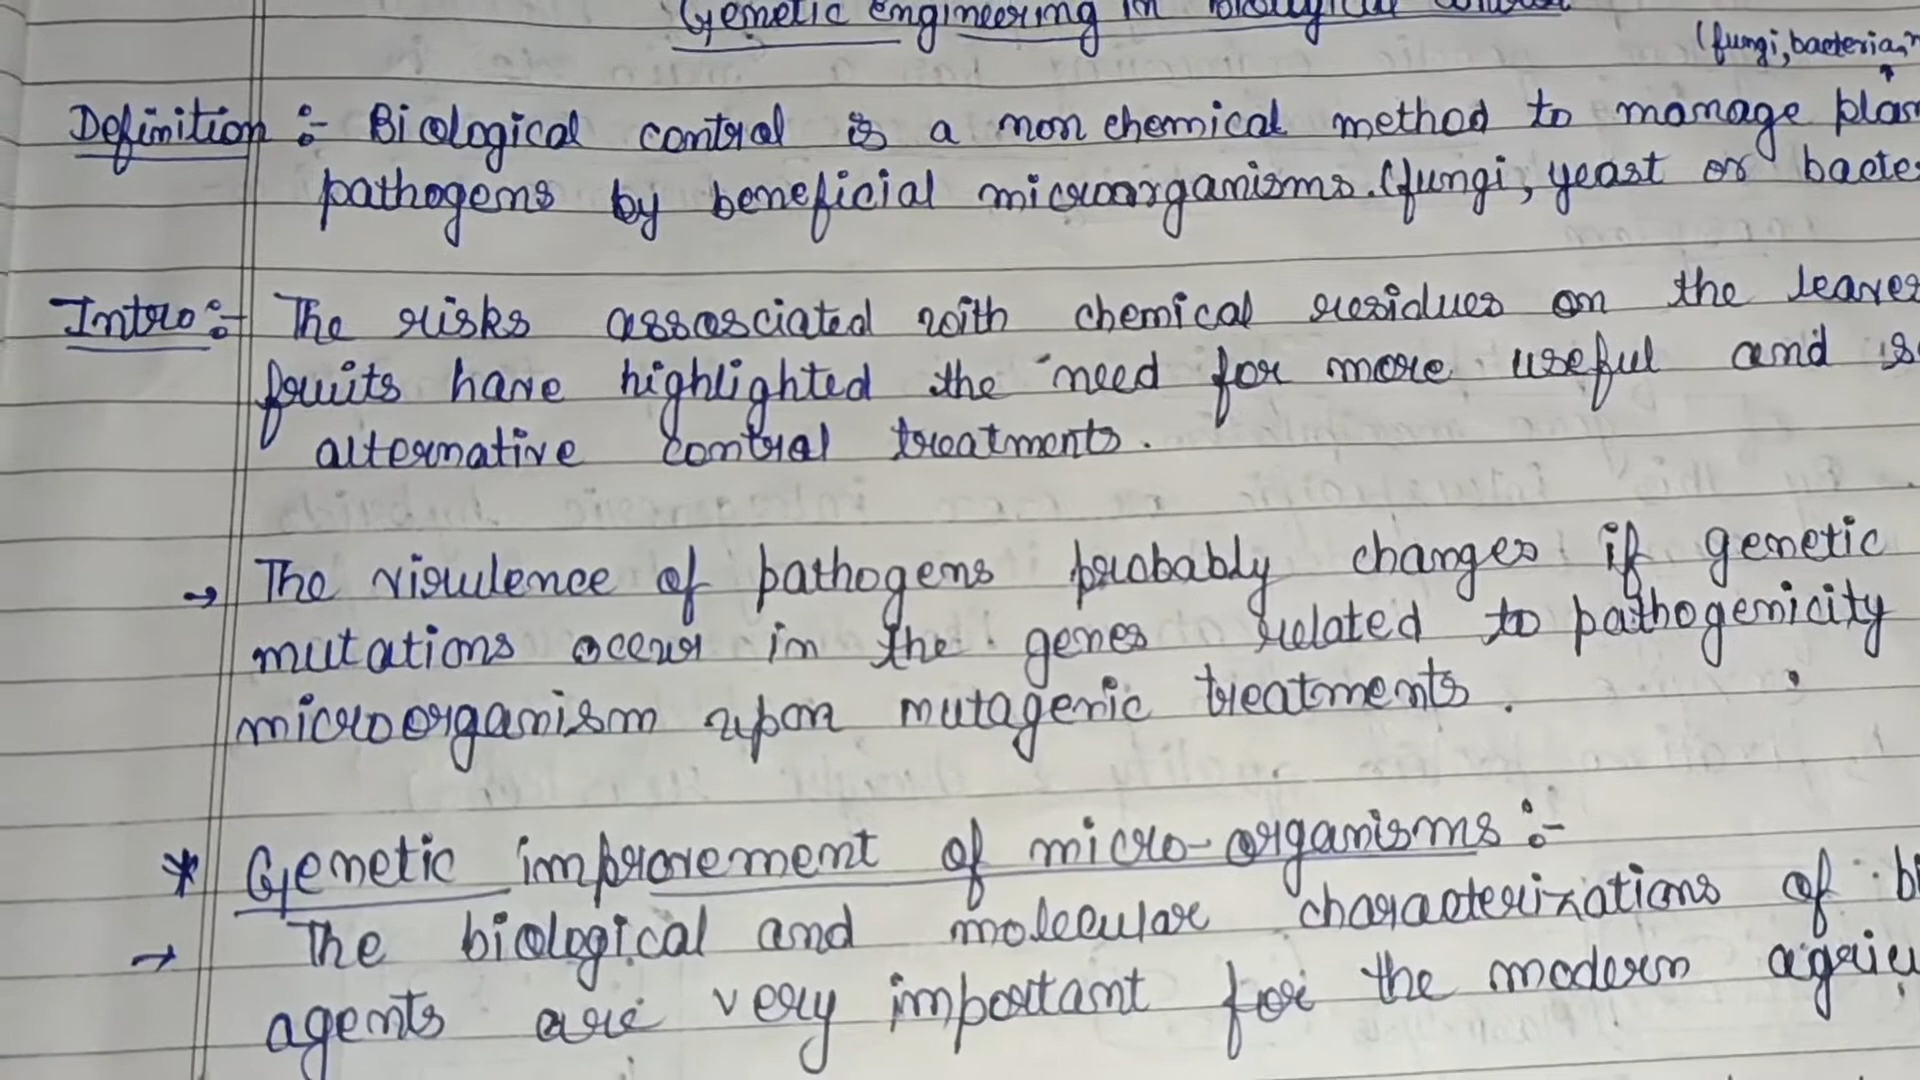 Genetic engineering in biological control
(fungi, bacteria,
Definition :- Biological control is a non chemical method to manage
pathogens by beneficial microorganisms. (fungi, yeast or
Intro :- The risks assosciated with chemical residues on the leaves
fruits have highlighted the need for more useful and
alternative control treatments.
→ The virulence of pathogens probably changes if genetic
mutations occur in the genes related to pathogenicity
microorganism upon mutagenic treatments.
* Genetic improvement of micro-organisms :-
→ The biological and molecular characterizations of
agents are very important for the modern